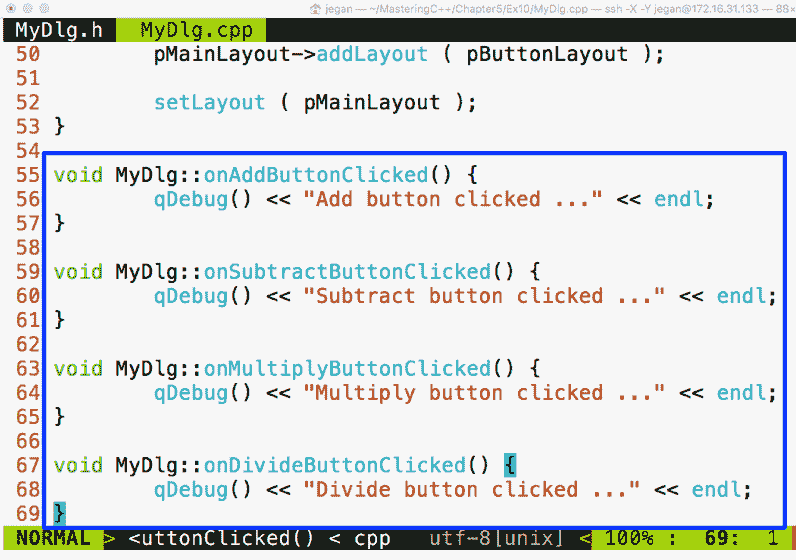 jegan — ~/MasteringC++/Chapter5/Ex10/MyDlg.cpp — ssh -X -Y jegan@172.16.31.133 — 88×
MyDlg.h MyDlg.cpp
50 pMainLayout->addLayout ( pButtonLayout );
51
52 setLayout ( pMainLayout );
53 }
54
55 void MyDlg::onAddButtonClicked() {
56 qDebug() << "Add button clicked ..." << endl;
57 }
58
59 void MyDlg::onSubtractButtonClicked() {
60 qDebug() << "Subtract button clicked ..." << endl;
61 }
62
63 void MyDlg::onMultiplyButtonClicked() {
64 qDebug() << "Multiply button clicked ..." << endl;
65 }
66
67 void MyDlg::onDivideButtonClicked() {
68 qDebug() << "Divide button clicked ..." << endl;
69 }
NORMAL > <uttonClicked() < cpp utf-8[unix] < 100% : 69: 1